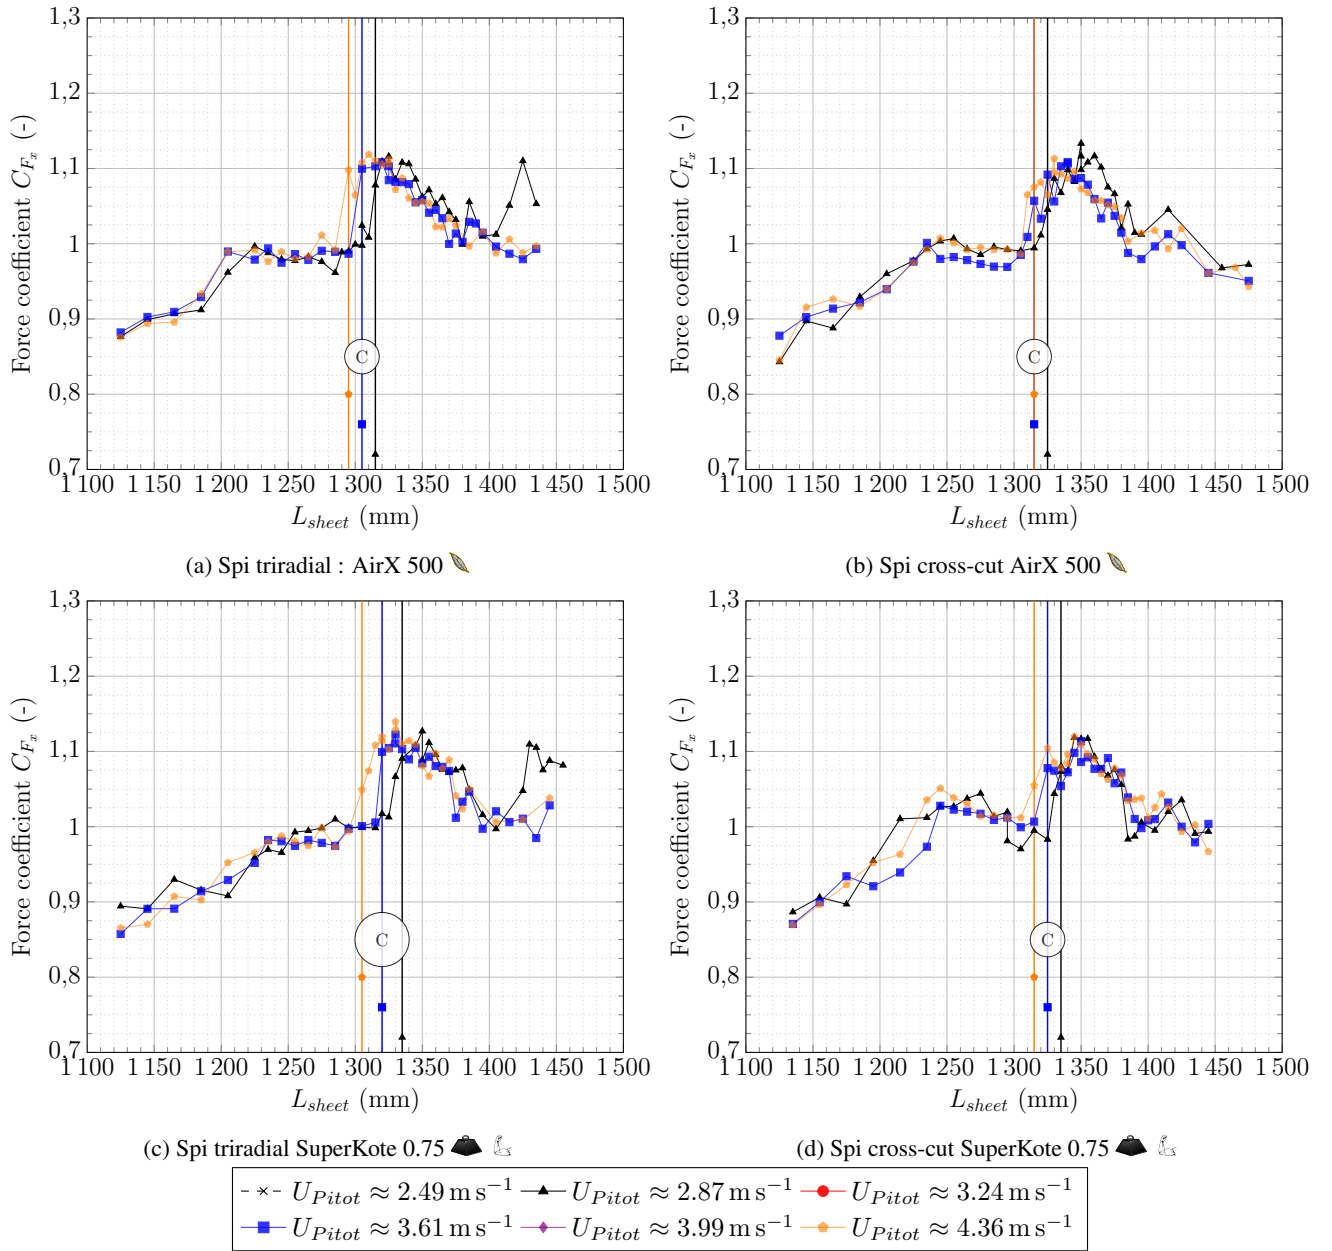 1,3
1,2
1,1
1
0,9
0,8
0,7
Force coefficient C_{F_x} (-)
C
1 100 1 150 1 200 1 250 1 300 1 350 1 400 1 450 1 500
L_{sheet} (mm)
(a) Spi triradial : AirX 500
1,3
1,2
1,1
1
0,9
0,8
0,7
Force coefficient C_{F_x} (-)
C
1 100 1 150 1 200 1 250 1 300 1 350 1 400 1 450 1 500
L_{sheet} (mm)
(b) Spi cross-cut AirX 500
1,3
1,2
1,1
1
0,9
0,8
0,7
Force coefficient C_{F_x} (-)
C
1 100 1 150 1 200 1 250 1 300 1 350 1 400 1 450 1 500
L_{sheet} (mm)
(c) Spi triradial SuperKote 0.75
1,3
1,2
1,1
1
0,9
0,8
0,7
Force coefficient C_{F_x} (-)
C
1 100 1 150 1 200 1 250 1 300 1 350 1 400 1 450 1 500
L_{sheet} (mm)
(d) Spi cross-cut SuperKote 0.75
U_{Pitot} ≈ 2.49 m s⁻¹ U_{Pitot} ≈ 2.87 m s⁻¹ U_{Pitot} ≈ 3.24 m s⁻¹
U_{Pitot} ≈ 3.61 m s⁻¹ U_{Pitot} ≈ 3.99 m s⁻¹ U_{Pitot} ≈ 4.36 m s⁻¹